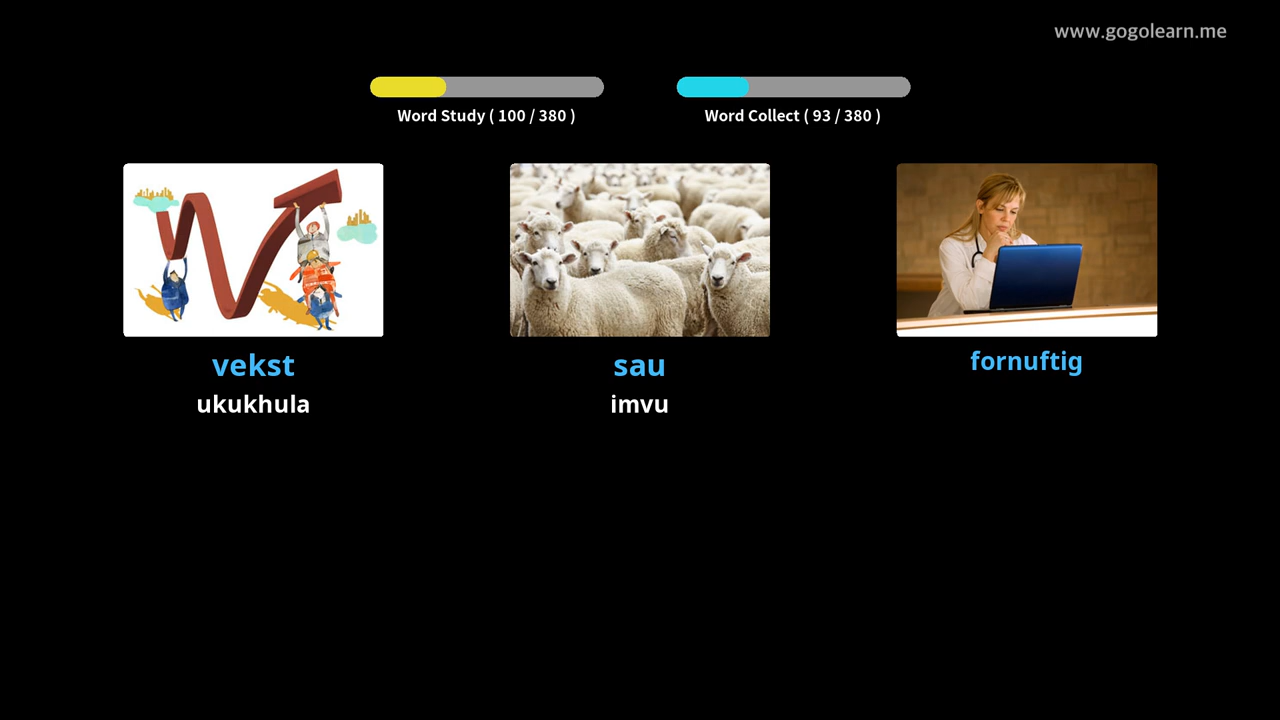 www.gogolearn.me
Word Study ( 100 / 380 )
Word Collect ( 93 / 380 )
vekst
sau
fornuftig
ukukhula
imvu